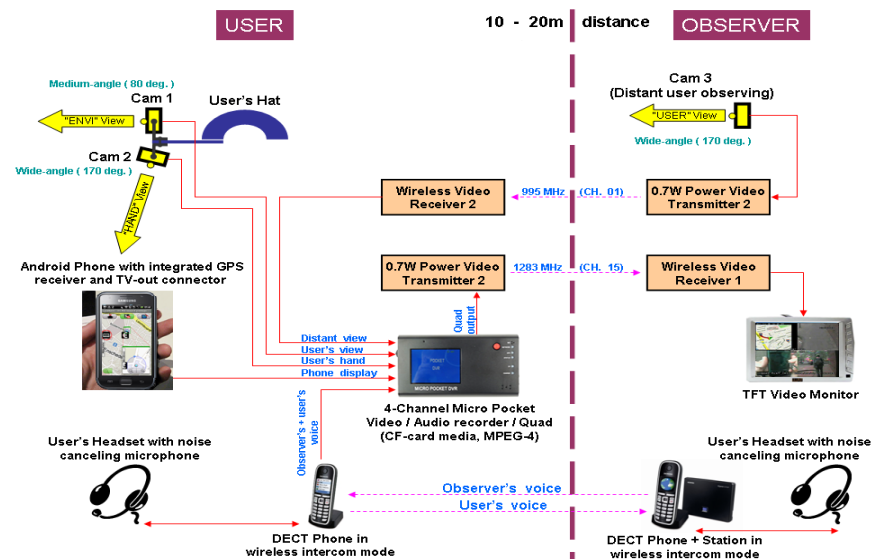 USER
10 - 20m distance
OBSERVER
Medium-angle ( 80 deg. )
Cam 1
User's Hat
"ENVI" View
Cam 2
Wide-angle ( 170 deg. )
"HAND" View
Cam 3
(Distant user observing)
"USER" View
Wide-angle ( 170 deg. )
Wireless Video
Receiver 2
995 MHz (CH. 01)
0.7W Power Video
Transmitter 2
Android Phone with integrated GPS
receiver and TV-out connector
0.7W Power Video
Transmitter 2
1283 MHz (CH. 15)
Wireless Video
Receiver 1
Quad
output
Distant view
User's view
User's hand
Phone display
POCKET
DVR
MICRO POCKET DVR
TFT Video Monitor
4-Channel Micro Pocket
Video / Audio recorder / Quad
(CF-card media, MPEG-4)
Observer's + user's
voice
User's Headset with noise
canceling microphone
Observer's voice
User's voice
User's Headset with noise
canceling microphone
DECT Phone in
wireless intercom mode
DECT Phone + Station in
wireless intercom mode